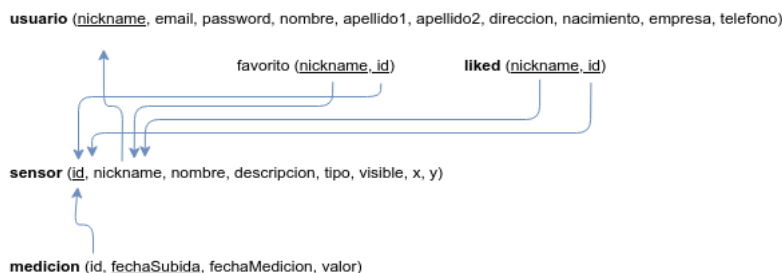 usuario (nickname, email, password, nombre, apellido1, apellido2, direccion, nacimiento, empresa, telefono)
favorito (nickname, id) liked (nickname, id)
sensor (id, nickname, nombre, descripcion, tipo, visible, x, y)
medicion (id, fechaSubida, fechaMedicion, valor)